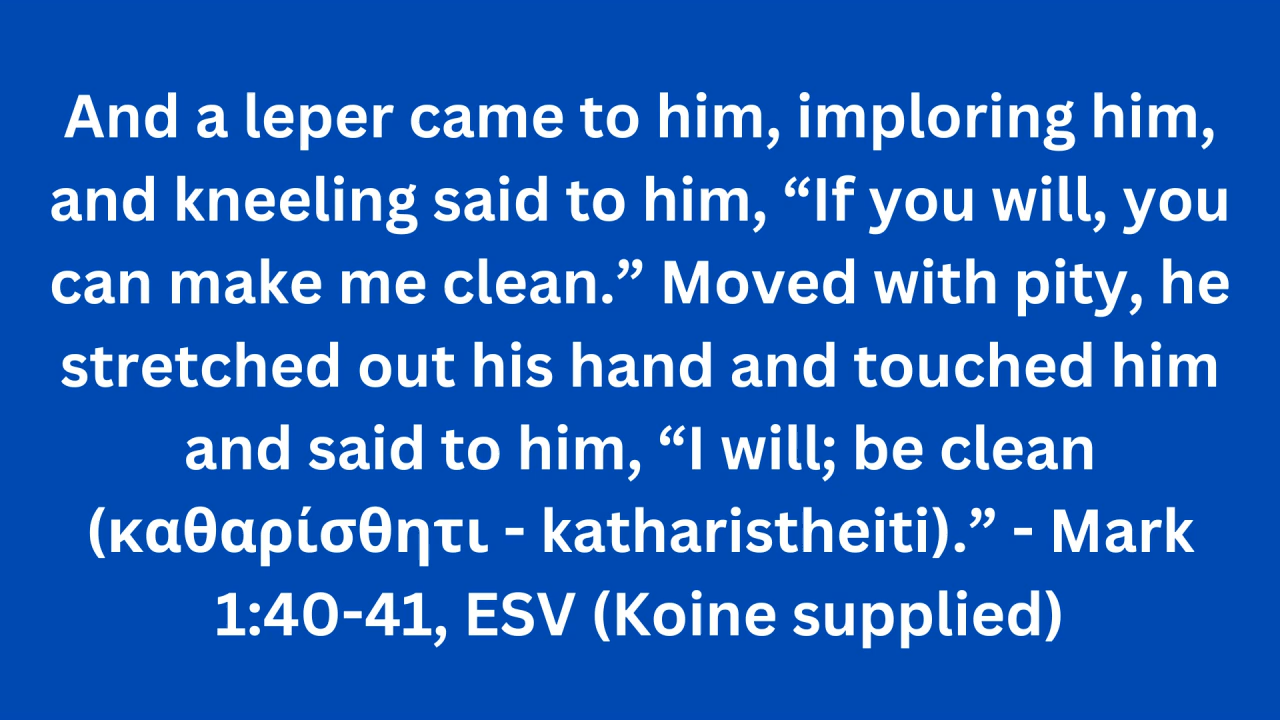 And a leper came to him, imploring him,
and kneeling said to him, “If you will, you
can make me clean.” Moved with pity, he
stretched out his hand and touched him
and said to him, “I will; be clean
(καθαρίσθητι - katharistheiti).” - Mark
1:40-41, ESV (Koine supplied)